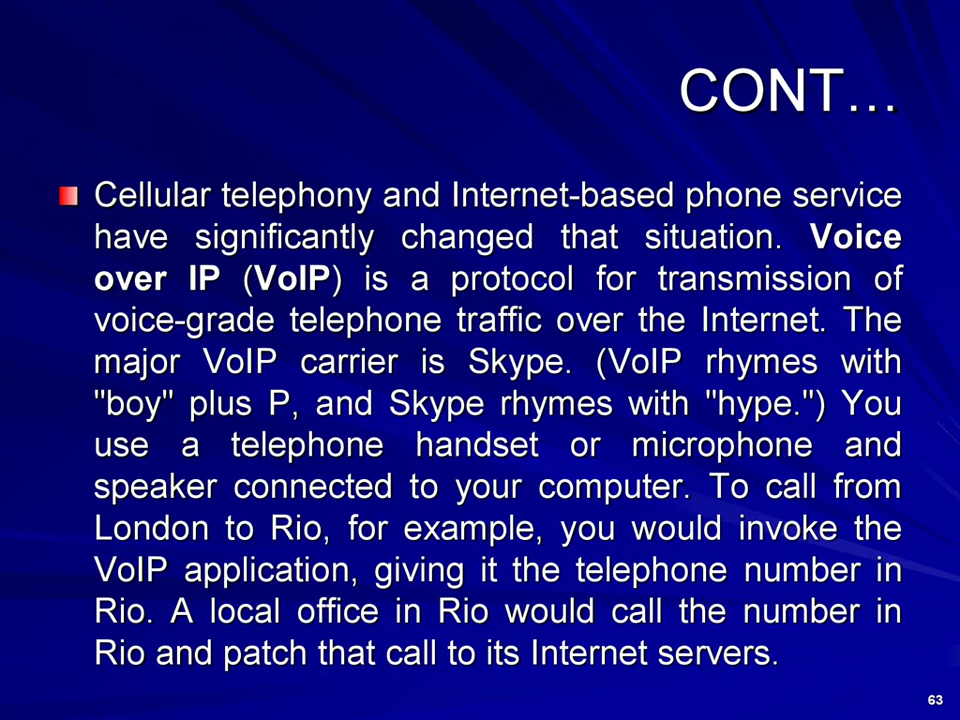 CONT…
Cellular telephony and Internet-based phone service
have significantly changed that situation. Voice
over IP (VoIP) is a protocol for transmission of
voice-grade telephone traffic over the Internet. The
major VoIP carrier is Skype. (VoIP rhymes with
"boy" plus P, and Skype rhymes with "hype.") You
use a telephone handset or microphone and
speaker connected to your computer. To call from
London to Rio, for example, you would invoke the
VoIP application, giving it the telephone number in
Rio. A local office in Rio would call the number in
Rio and patch that call to its Internet servers.
63